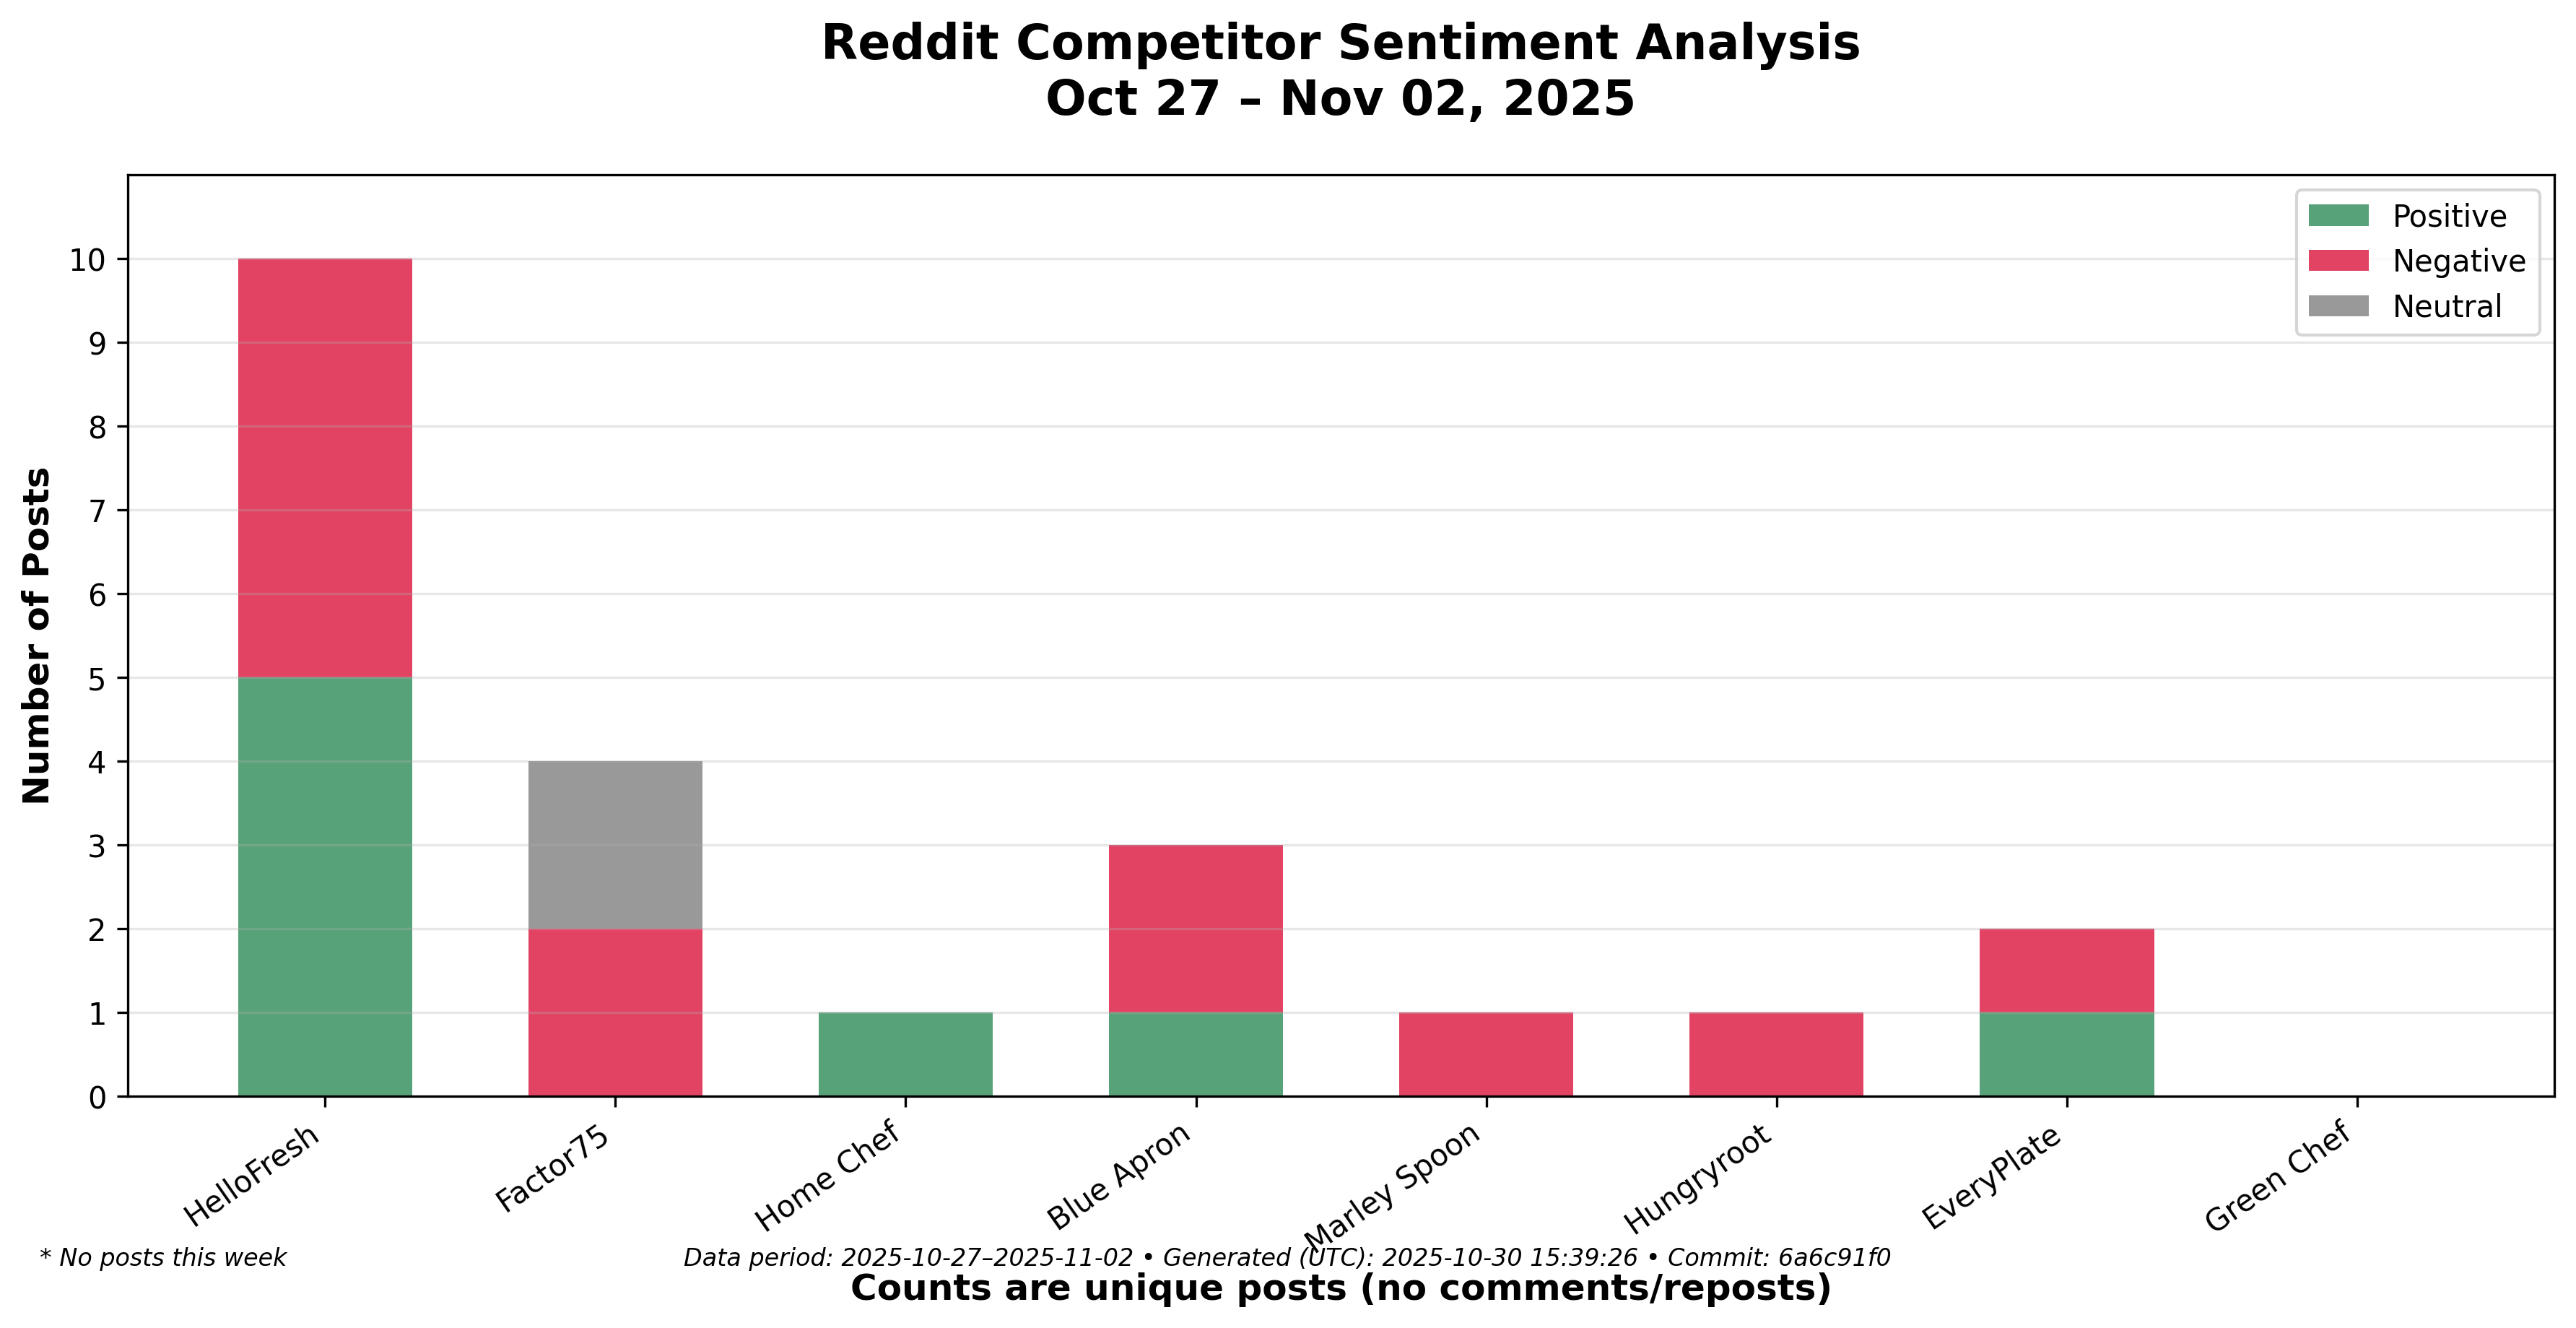 Reddit Competitor Sentiment Analysis
Oct 27 – Nov 02, 2025
Positive
Negative
Neutral
Number of Posts
10
9
8
7
6
5
4
3
2
1
0
HelloFresh
Factor75
Home Chef
Blue Apron
Marley Spoon
Hungryroot
EveryPlate
Green Chef
* No posts this week
Data period: 2025-10-27–2025-11-02 • Generated (UTC): 2025-10-30 15:39:26 • Commit: 6a6c91f0
Counts are unique posts (no comments/reposts)